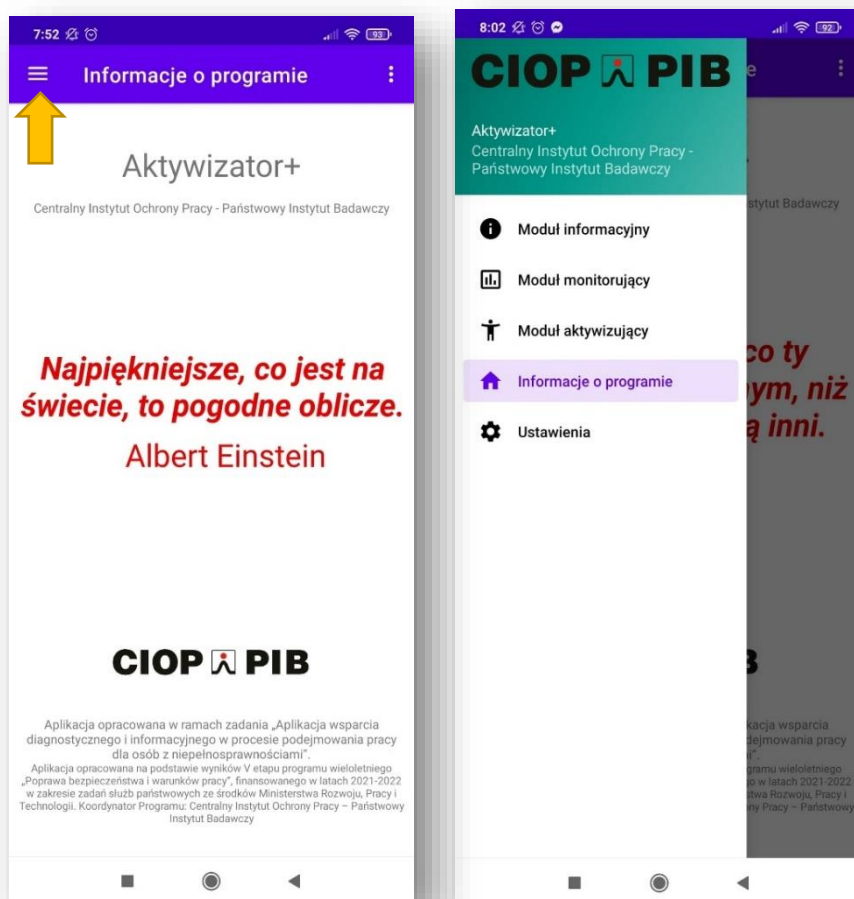 7:52
93
Informacje o programie
Aktywizator+
Centralny Instytut Ochrony Pracy - Państwowy Instytut Badawczy
Najpiękniejsze, co jest na
świecie, to pogodne oblicze.
Albert Einstein
CIOP PIB
Aplikacja opracowana w ramach zadania „Aplikacja wsparcia
diagnostycznego i informacyjnego w procesie podejmowania pracy
dla osób z niepełnosprawnościami”.
Aplikacja opracowana na podstawie wyników V etapu programu wieloletniego
„Poprawa bezpieczeństwa i warunków pracy”, finansowanego w latach 2021-2022
w zakresie zadań służb państwowych ze środków Ministerstwa Rozwoju, Pracy i
Technologii. Koordynator Programu: Centralny Instytut Ochrony Pracy – Państwowy
Instytut Badawczy
8:02
92
CIOP PIB
e
Aktywizator+
Centralny Instytut Ochrony Pracy -
Państwowy Instytut Badawczy
stytut Badawczy
Moduł informacyjny
Moduł monitorujący
Moduł aktywizujący
co ty
Informacje o programie
ym, niż
Ustawienia
ą inni.
B
kacja wsparcia
dejmowania pracy
gramu wieloletniego
o w latach 2021-2022
stwa Rozwoju, Pracy i
ny Pracy – Państwowy